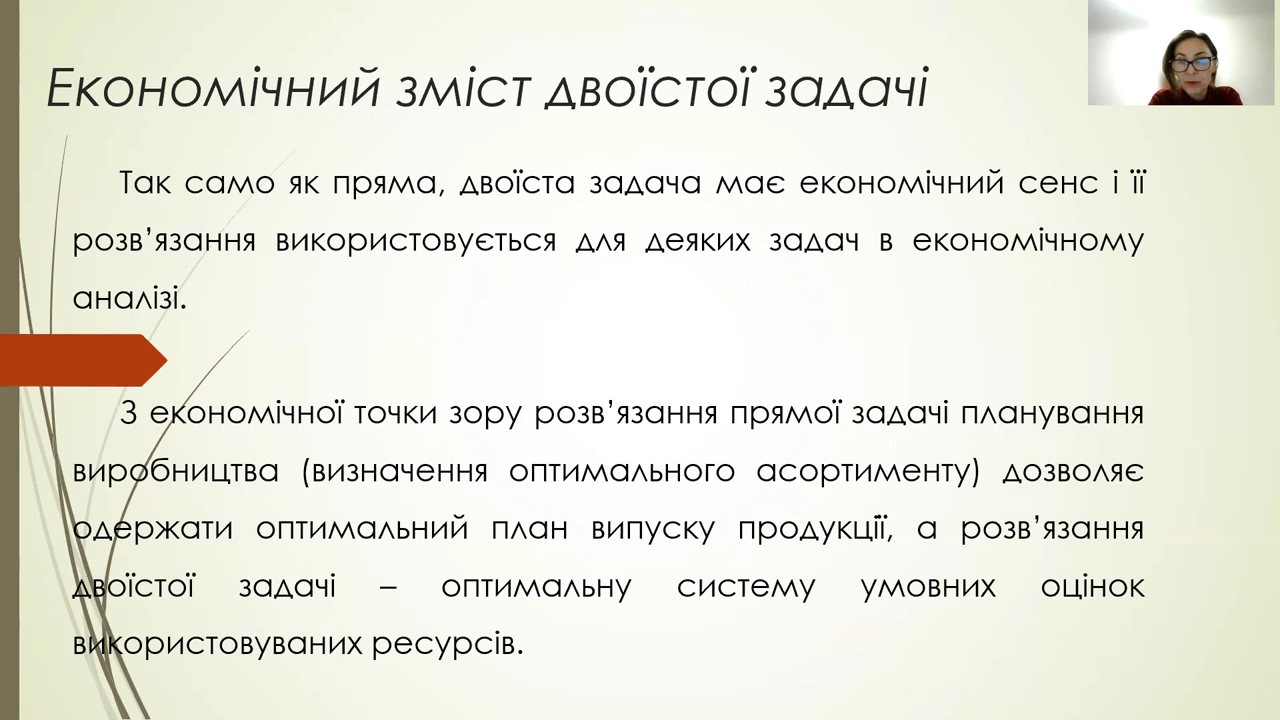 Економічний зміст двоїстої задачі
Так само як пряма, двоїста задача має економічний сенс і її
розв’язання використовується для деяких задач в економічному
аналізі.
З економічної точки зору розв’язання прямої задачі планування
виробництва (визначення оптимального асортименту) дозволяє
одержати оптимальний план випуску продукції, а розв’язання
двоїстої задачі – оптимальну систему умовних оцінок
використовуваних ресурсів.